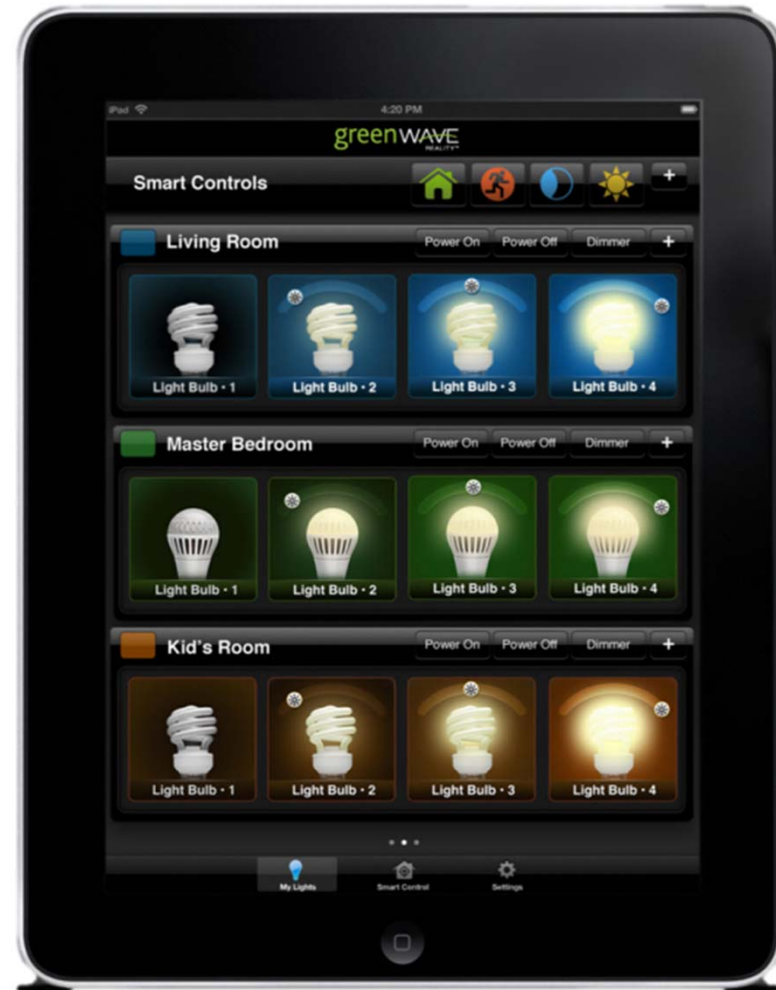 iPad 4:20 PM
greenWAVE
REALITY™
Smart Controls +
Living Room Power On Power Off Dimmer +
Light Bulb • 1 Light Bulb • 2 Light Bulb • 3 Light Bulb • 4
Master Bedroom Power On Power Off Dimmer +
Light Bulb • 1 Light Bulb • 2 Light Bulb • 3 Light Bulb • 4
Kid's Room Power On Power Off Dimmer +
Light Bulb • 1 Light Bulb • 2 Light Bulb • 3 Light Bulb • 4
My Lights Smart Control Settings